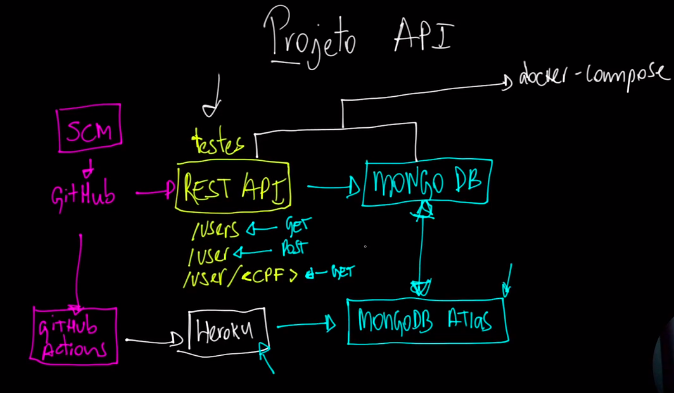 Projeto API
docker-compose
SCM
testes
GitHub
REST API
MONGO DB
/users GET
/user POST
/user/<CPF> GET
GitHub Actions
Heroku
MONGODB Atlas